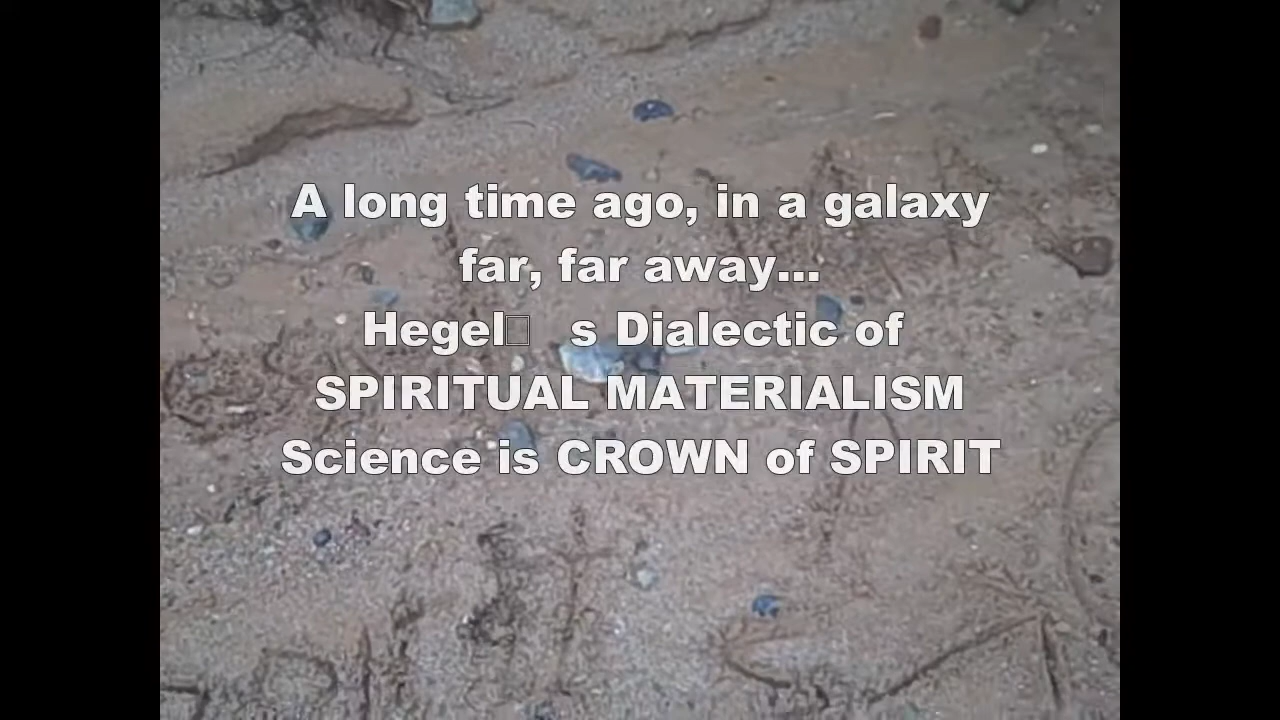 A long time ago, in a galaxy
far, far away...
Hegel□ s Dialectic of
SPIRITUAL MATERIALISM
Science is CROWN of SPIRIT